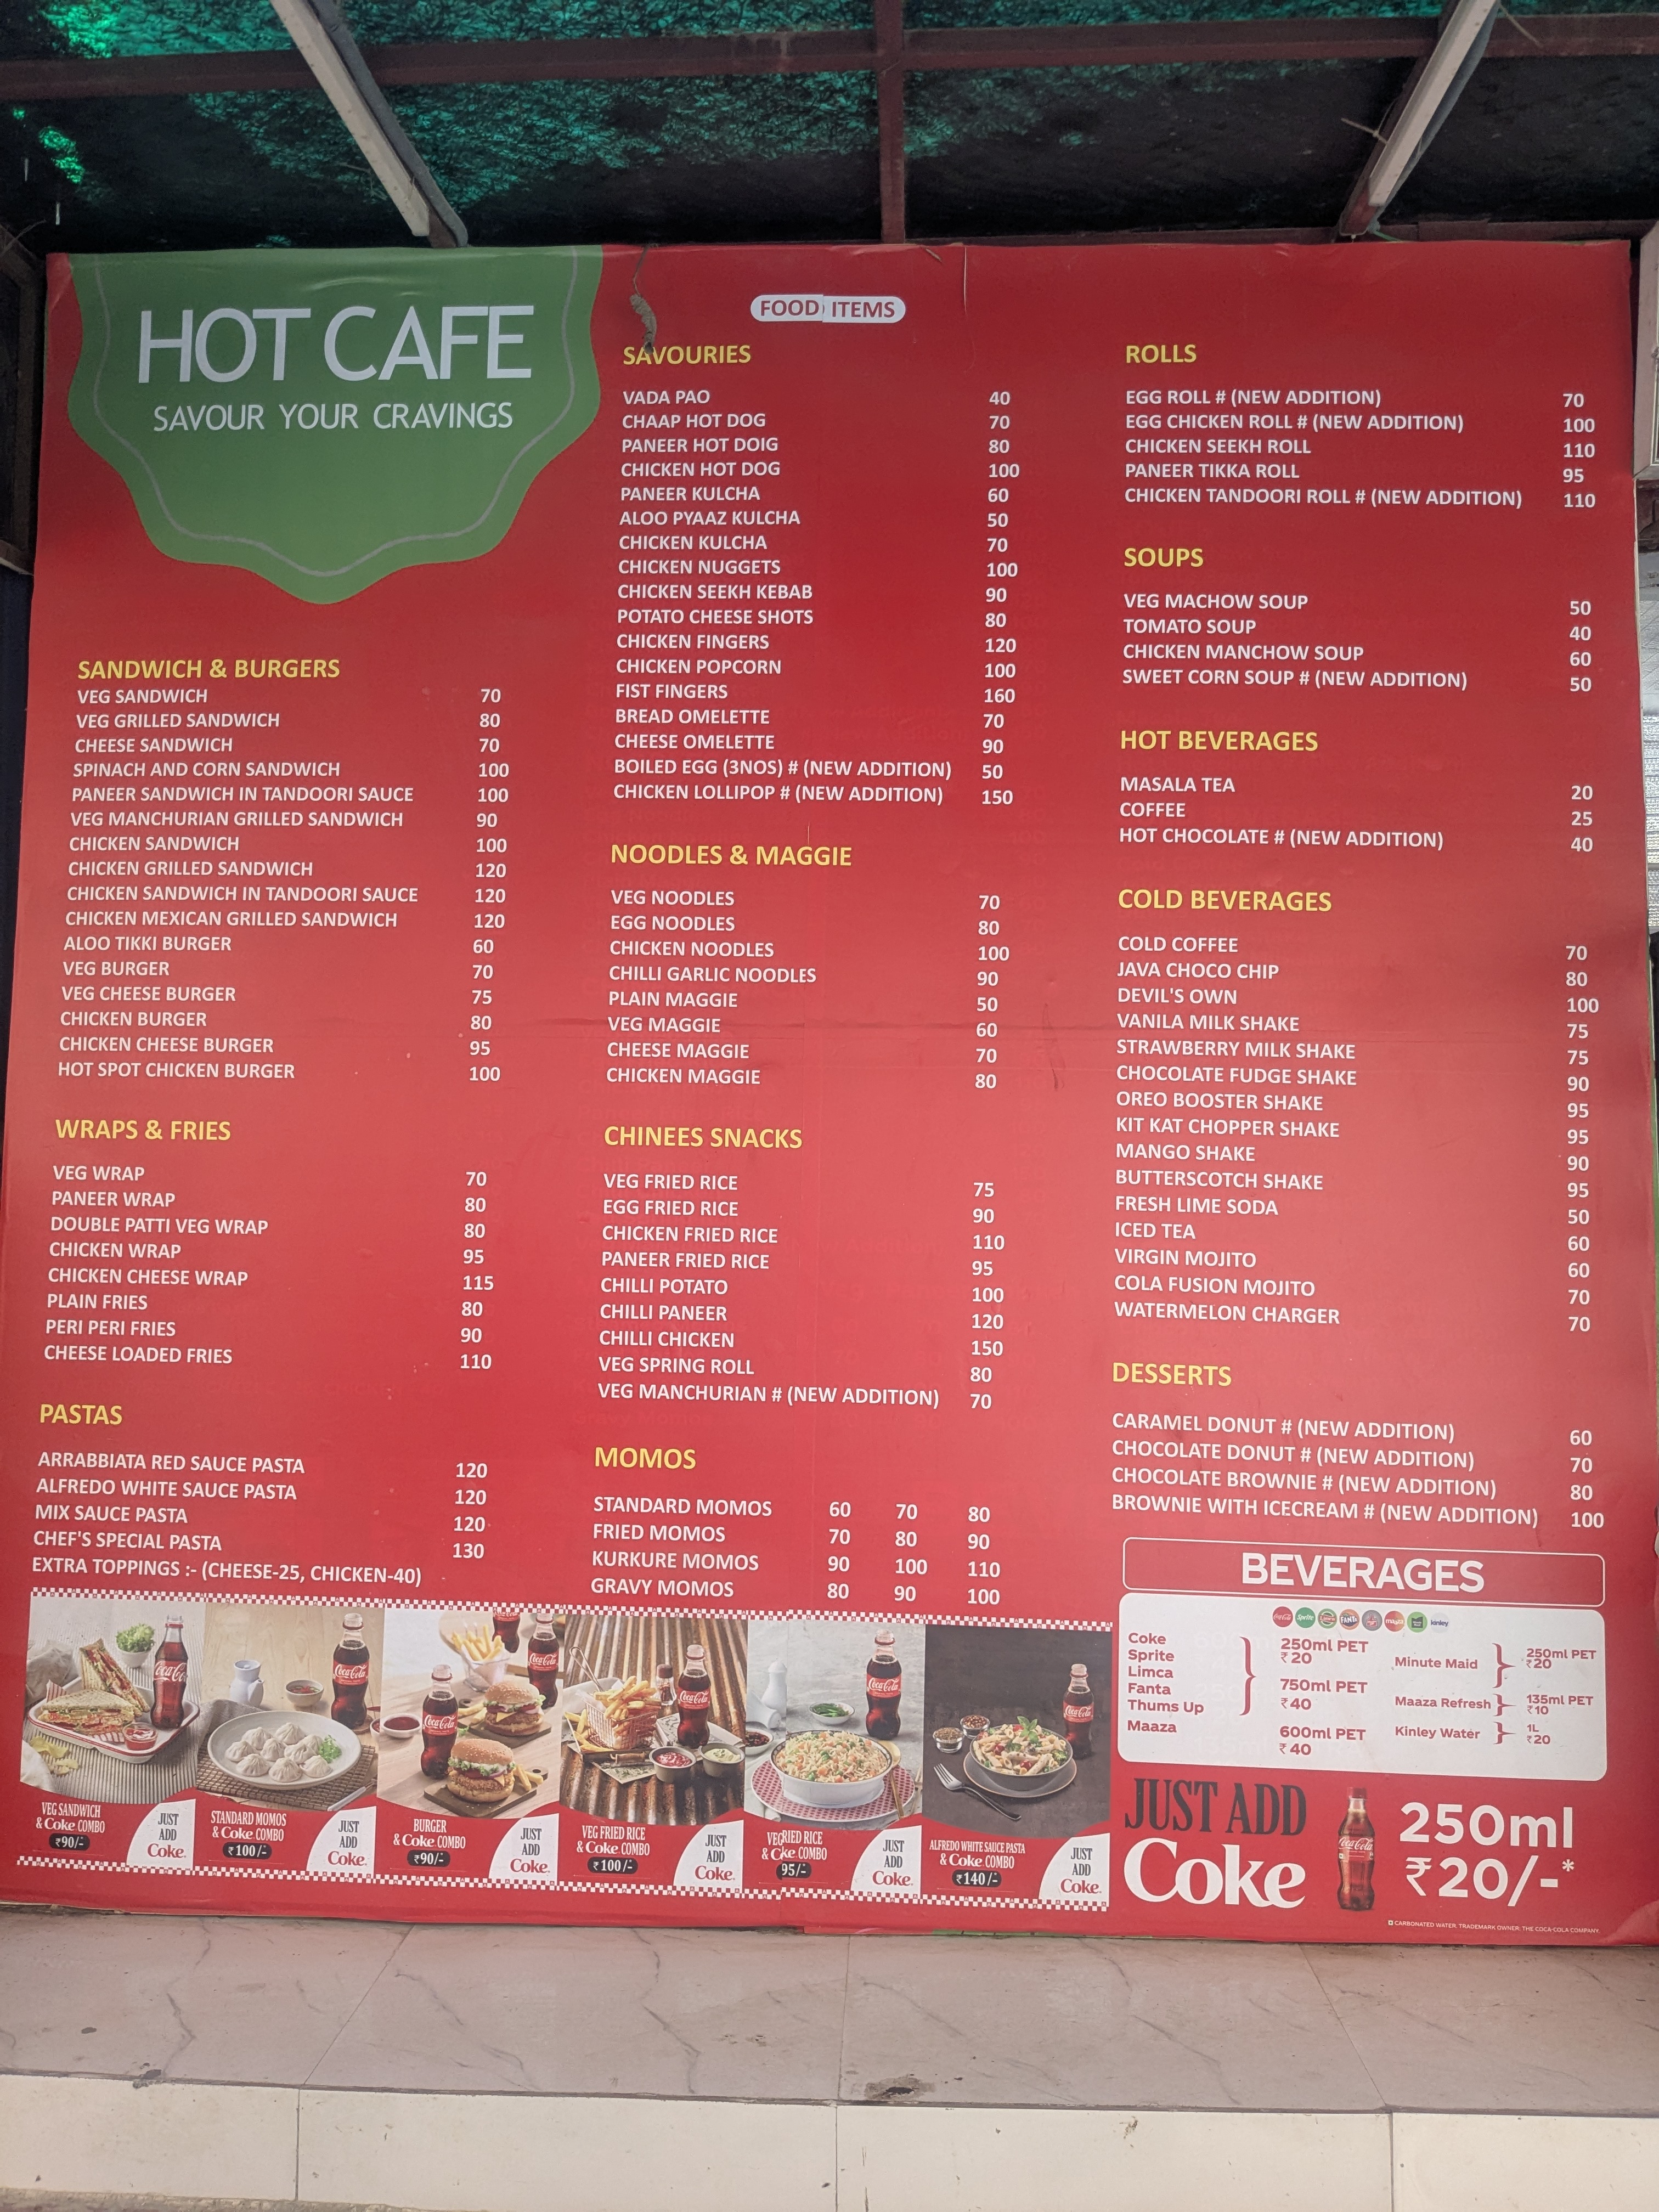 HOT CAFE
SAVOUR YOUR CRAVINGS
SANDWICH & BURGERS
VEG SANDWICH 70
VEG GRILLED SANDWICH 80
CHEESE SANDWICH 70
SPINACH AND CORN SANDWICH 100
PANEER SANDWICH IN TANDOORI SAUCE 100
VEG MANCHURIAN GRILLED SANDWICH 90
CHICKEN SANDWICH 100
CHICKEN GRILLED SANDWICH 120
CHICKEN SANDWICH IN TANDOORI SAUCE 120
CHICKEN MEXICAN GRILLED SANDWICH 120
ALOO TIKKI BURGER 60
VEG BURGER 70
VEG CHEESE BURGER 75
CHICKEN BURGER 80
CHICKEN CHEESE BURGER 95
HOT SPOT CHICKEN BURGER 100
WRAPS & FRIES
VEG WRAP 70
PANEER WRAP 80
DOUBLE PATTI VEG WRAP 80
CHICKEN WRAP 95
CHICKEN CHEESE WRAP 115
PLAIN FRIES 80
PERI PERI FRIES 90
CHEESE LOADED FRIES 110
PASTAS
ARRABBIATA RED SAUCE PASTA 120
ALFREDO WHITE SAUCE PASTA 120
MIX SAUCE PASTA 120
CHEF'S SPECIAL PASTA 130
EXTRA TOPPINGS :- (CHEESE-25, CHICKEN-40)
FOOD ITEMS
SAVOURIES
VADA PAO 40
CHAAP HOT DOG 70
PANEER HOT DOIG 80
CHICKEN HOT DOG 100
PANEER KULCHA 60
ALOO PYAAZ KULCHA 50
CHICKEN KULCHA 70
CHICKEN NUGGETS 100
CHICKEN SEEKH KEBAB 90
POTATO CHEESE SHOTS 80
CHICKEN FINGERS 120
CHICKEN POPCORN 100
FIST FINGERS 160
BREAD OMELETTE 70
CHEESE OMELETTE 90
BOILED EGG (3NOS) # (NEW ADDITION) 50
CHICKEN LOLLIPOP # (NEW ADDITION) 150
NOODLES & MAGGIE
VEG NOODLES 70
EGG NOODLES 80
CHICKEN NOODLES 100
CHILLI GARLIC NOODLES 90
PLAIN MAGGIE 50
VEG MAGGIE 60
CHEESE MAGGIE 70
CHICKEN MAGGIE 80
CHINEES SNACKS
VEG FRIED RICE 75
EGG FRIED RICE 90
CHICKEN FRIED RICE 110
PANEER FRIED RICE 95
CHILLI POTATO 100
CHILLI PANEER 120
CHILLI CHICKEN 150
VEG SPRING ROLL 80
VEG MANCHURIAN # (NEW ADDITION) 70
MOMOS
STANDARD MOMOS 60 70 80
FRIED MOMOS 70 80 90
KURKURE MOMOS 90 100 110
GRAVY MOMOS 80 90 100
ROLLS
EGG ROLL # (NEW ADDITION) 70
EGG CHICKEN ROLL # (NEW ADDITION) 100
CHICKEN SEEKH ROLL 110
PANEER TIKKA ROLL 95
CHICKEN TANDOORI ROLL # (NEW ADDITION) 110
SOUPS
VEG MACHOW SOUP 50
TOMATO SOUP 40
CHICKEN MANCHOW SOUP 60
SWEET CORN SOUP # (NEW ADDITION) 50
HOT BEVERAGES
MASALA TEA 20
COFFEE 25
HOT CHOCOLATE # (NEW ADDITION) 40
COLD BEVERAGES
COLD COFFEE 70
JAVA CHOCO CHIP 80
DEVIL'S OWN 100
VANILA MILK SHAKE 75
STRAWBERRY MILK SHAKE 75
CHOCOLATE FUDGE SHAKE 90
OREO BOOSTER SHAKE 95
KIT KAT CHOPPER SHAKE 95
MANGO SHAKE 90
BUTTERSCOTCH SHAKE 95
FRESH LIME SODA 50
ICED TEA 60
VIRGIN MOJITO 60
COLA FUSION MOJITO 70
WATERMELON CHARGER 70
DESSERTS
CARAMEL DONUT # (NEW ADDITION) 60
CHOCOLATE DONUT # (NEW ADDITION) 70
CHOCOLATE BROWNIE # (NEW ADDITION) 80
BROWNIE WITH ICECREAM # (NEW ADDITION) 100
BEVERAGES
Coke
Sprite
Limca
Fanta
Thums Up
Maaza
250ml PET
₹20
750ml PET
₹40
600ml PET
₹40
Minute Maid 250ml PET
₹20
Maaza Refresh 135ml PET
₹10
Kinley Water 1L
₹20
VEG SANDWICH
& Coke COMBO
₹90/-
JUST
ADD
Coke
STANDARD MOMOS
& Coke COMBO
₹100/-
JUST
ADD
Coke
BURGER
& Coke COMBO
₹90/-
JUST
ADD
Coke
VEG FRIED RICE
& Coke COMBO
₹100/-
JUST
ADD
Coke
VEGRIED RICE
& Cke COMBO
95/-
JUST
ADD
Coke
ALFREDO WHITE SAUCE PASTA
& Coke COMBO
₹140/-
JUST
ADD
Coke
JUST ADD
Coke
Coca-Cola
250ml
₹20/-*
CARBONATED WATER. TRADEMARK OWNER: THE COCA-COLA COMPANY.